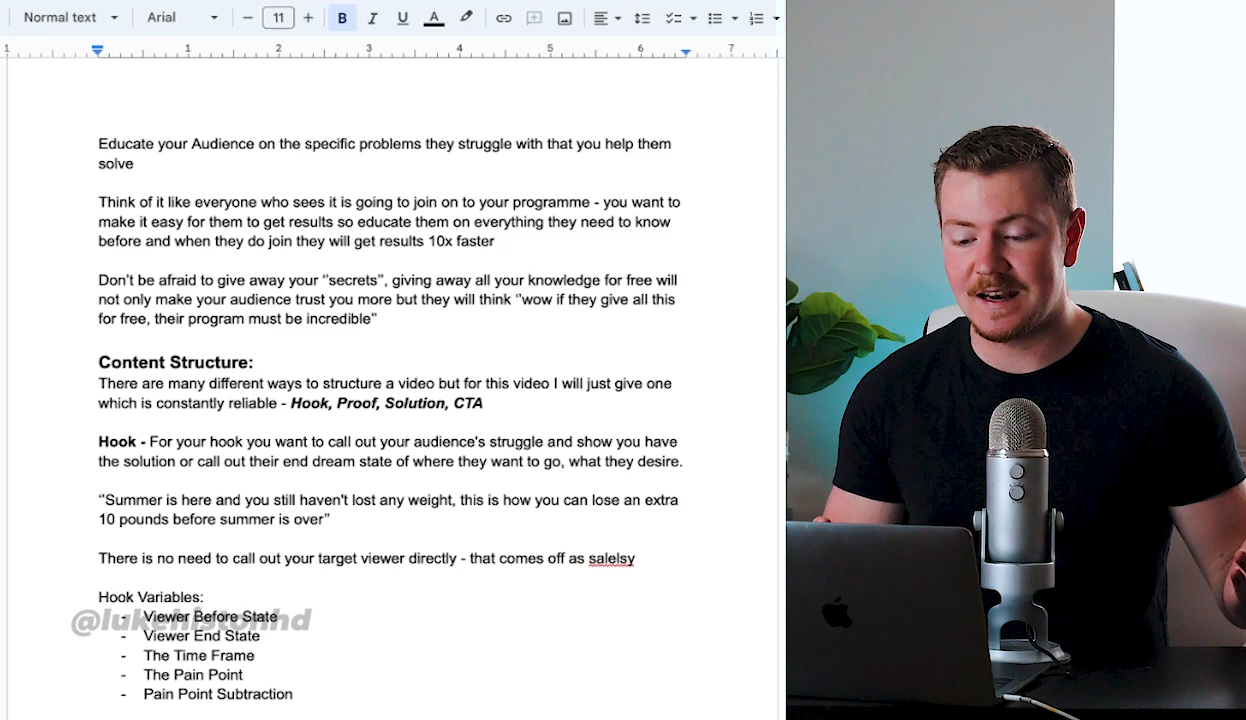 Normal text Arial 11 B I U A
1 1 2 3 4 5 6 7
Educate your Audience on the specific problems they struggle with that you help them
solve
Think of it like everyone who sees it is going to join on to your programme - you want to
make it easy for them to get results so educate them on everything they need to know
before and when they do join they will get results 10x faster
Don't be afraid to give away your ‘'secrets”, giving away all your knowledge for free will
not only make your audience trust you more but they will think ‘'wow if they give all this
for free, their program must be incredible”
Content Structure:
There are many different ways to structure a video but for this video I will just give one
which is constantly reliable - Hook, Proof, Solution, CTA
Hook - For your hook you want to call out your audience's struggle and show you have
the solution or call out their end dream state of where they want to go, what they desire.
‘'Summer is here and you still haven't lost any weight, this is how you can lose an extra
10 pounds before summer is over”
There is no need to call out your target viewer directly - that comes off as salelsy
Hook Variables:
- Viewer Before State
@lukehistonhd
- Viewer End State
- The Time Frame
- The Pain Point
- Pain Point Subtraction